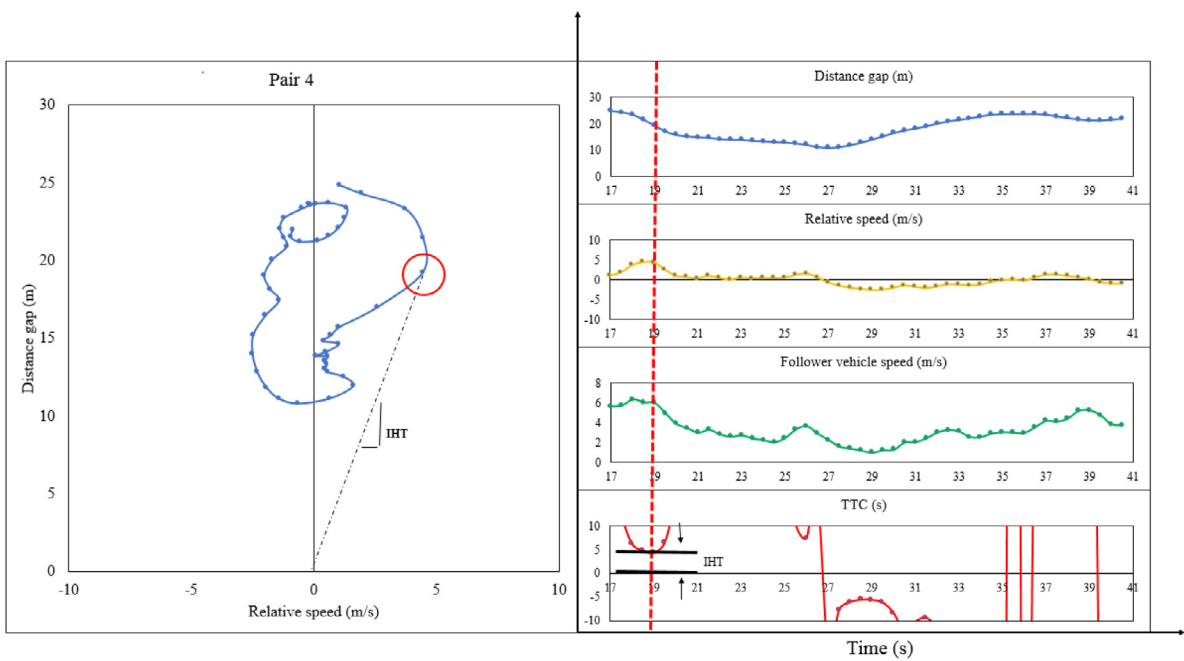 Pair 4
30
25
20
15
10
5
0
-10
-5
0
5
10
Distance gap (m)
Relative speed (m/s)
IHT
Distance gap (m)
30
20
10
0
17 19 21 23 25 27 29 31 33 35 37 39 41
Relative speed (m/s)
10
5
0
-5
-10
17 19 21 23 25 27 29 31 33 35 37 39 41
Follower vehicle speed (m/s)
8
6
4
2
0
17 19 21 23 25 27 29 31 33 35 37 39 41
TTC (s)
10
5
0
-5
-10
IHT
17 19 21 23 25 27 29 31 33 35 37 39 41
Time (s)